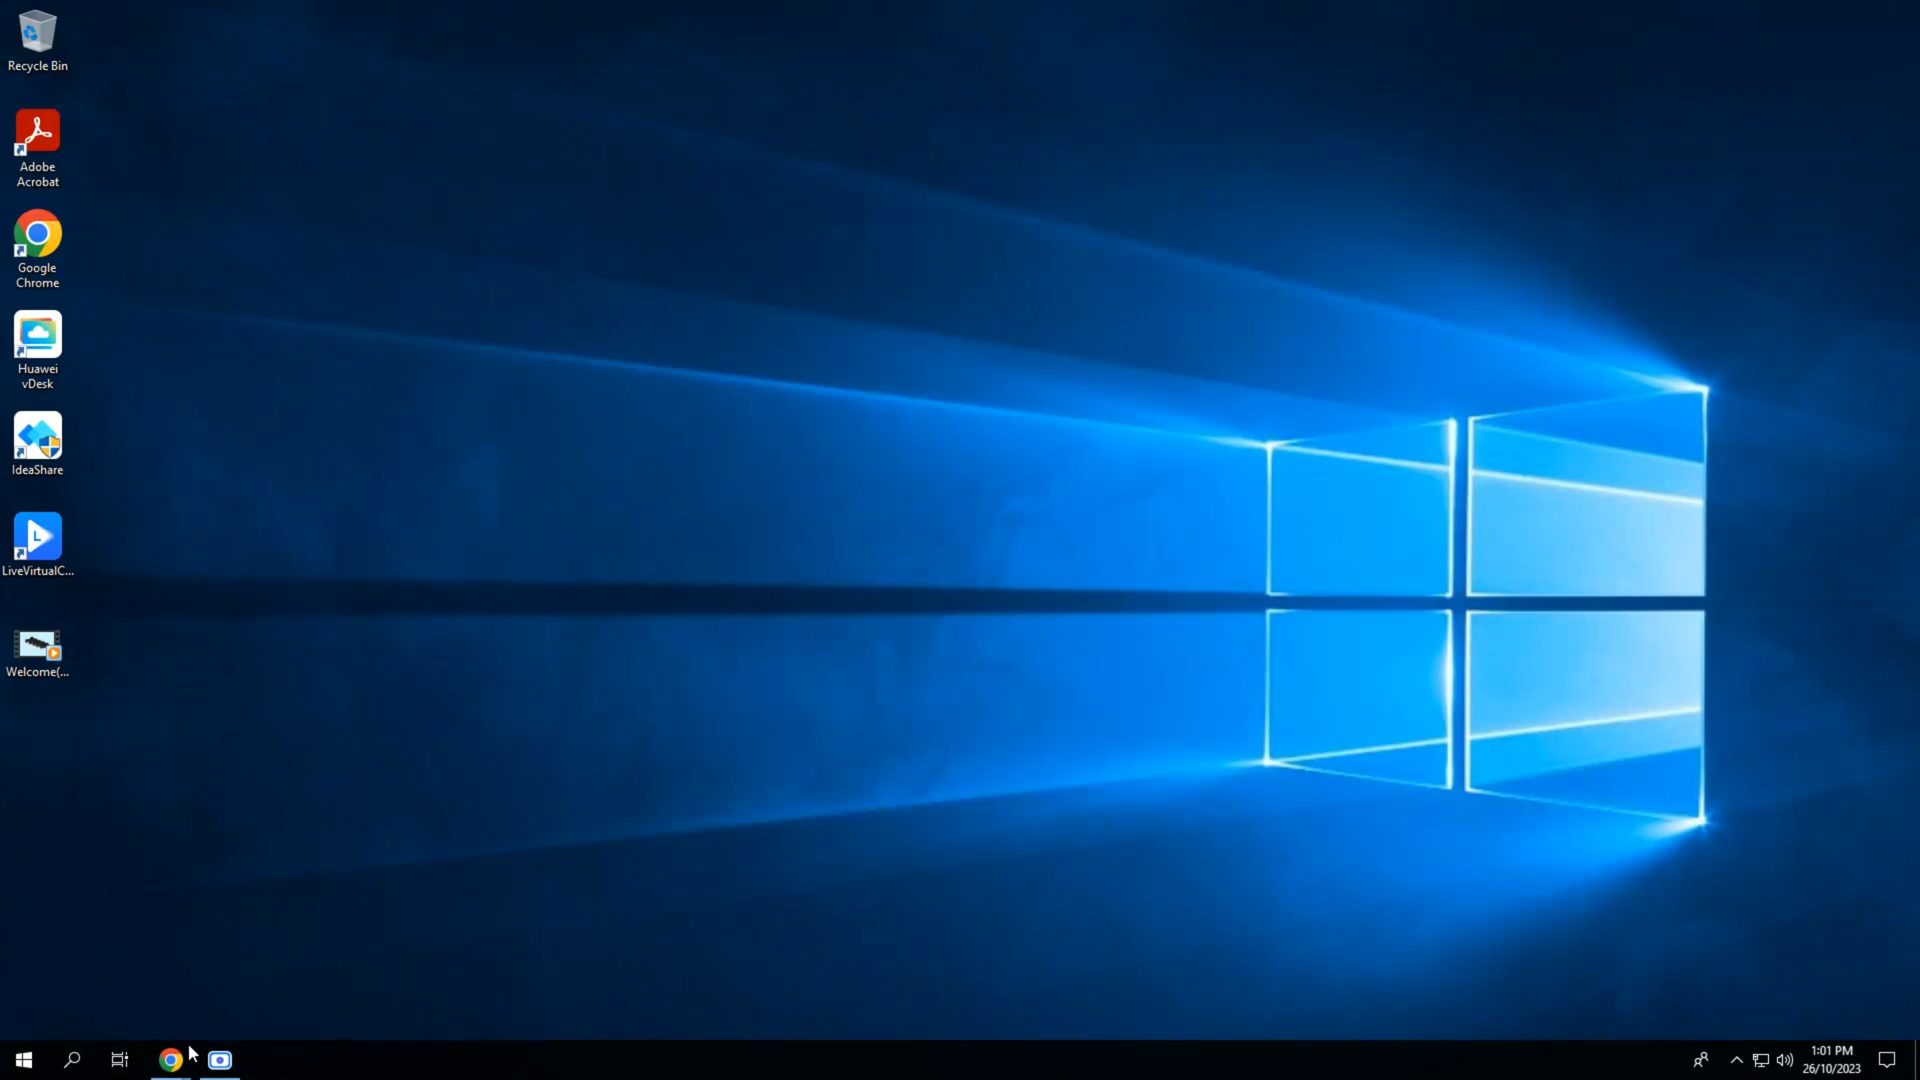 Recycle Bin
Adobe
Acrobat
Google
Chrome
Huawei
vDesk
IdeaShare
L
LiveVirtualC...
Welcome(...
1:01 PM
26/10/2023